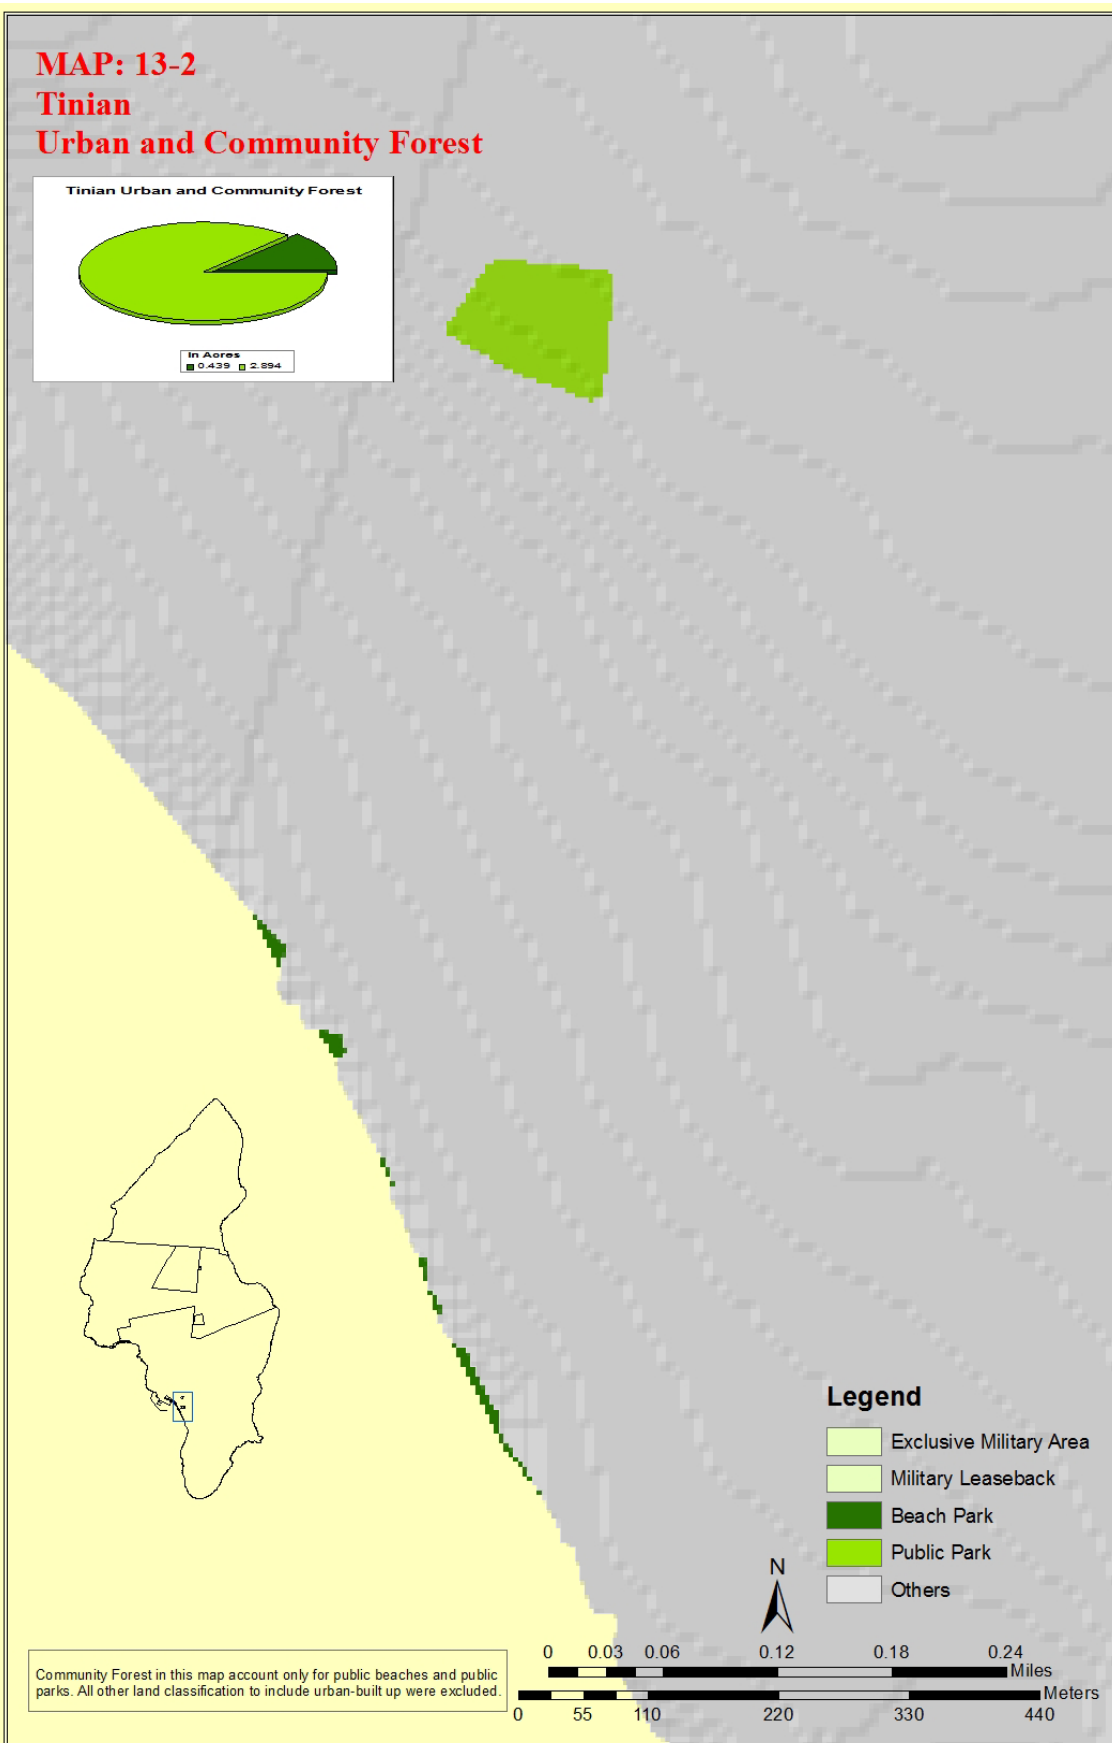 MAP: 13-2
Tinian
Urban and Community Forest
Tinian Urban and Community Forest
In Acres
0.439 2.894
Legend
Exclusive Military Area
Military Leaseback
Beach Park
Public Park
Others
N
0 0.03 0.06 0.12 0.18 0.24
Miles
Meters
0 55 110 220 330 440
Community Forest in this map account only for public beaches and public
parks. All other land classification to include urban-built up were excluded.